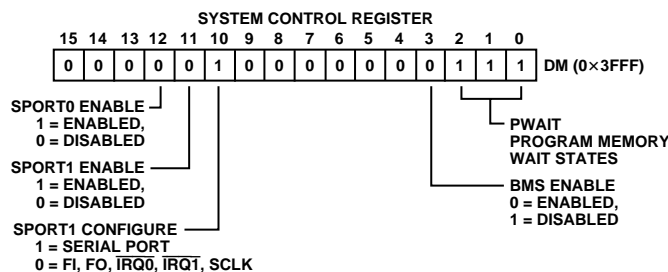 SYSTEM CONTROL REGISTER
15 14 13 12 11 10 9 8 7 6 5 4 3 2 1 0
0 0 0 0 0 1 0 0 0 0 0 0 0 1 1 1 DM (0×3FFF)
SPORT0 ENABLE
1 = ENABLED,
0 = DISABLED
SPORT1 ENABLE
1 = ENABLED,
0 = DISABLED
SPORT1 CONFIGURE
1 = SERIAL PORT
0 = FI, FO, IRQ0, IRQ1, SCLK
PWAIT
PROGRAM MEMORY
WAIT STATES
BMS ENABLE
0 = ENABLED,
1 = DISABLED